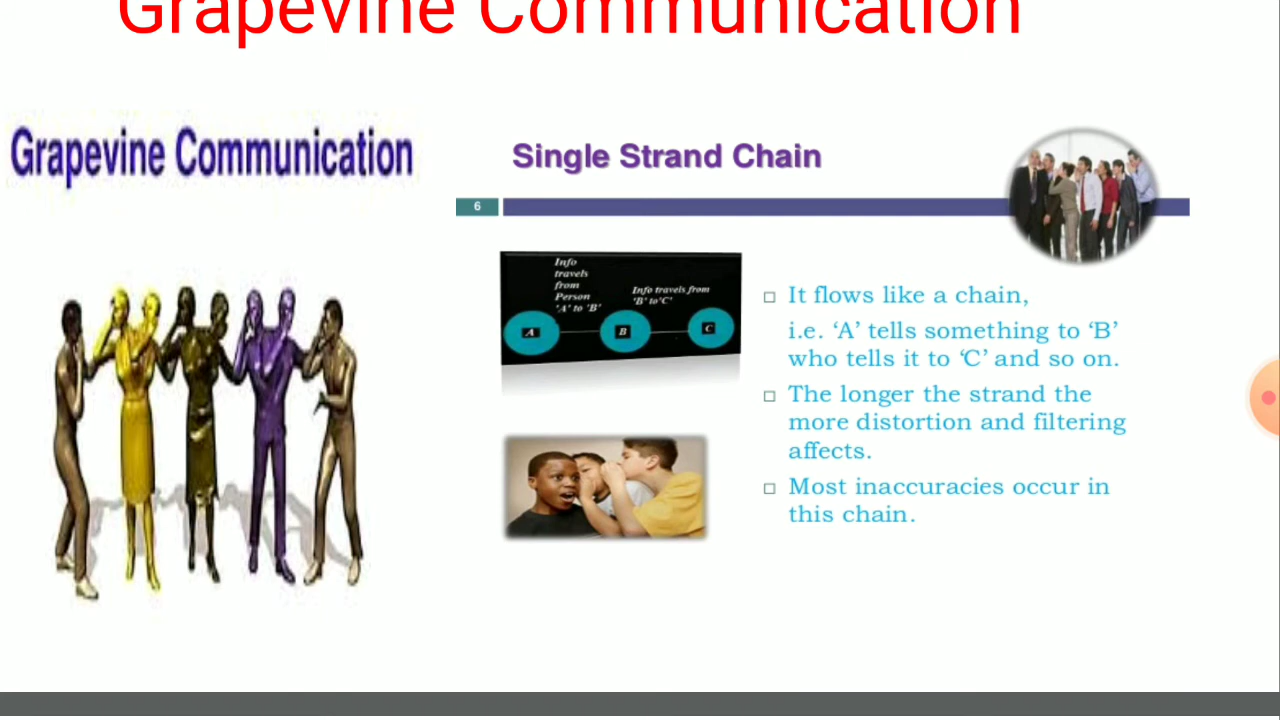 Grapevine Communication
Grapevine Communication
Single Strand Chain
6
Info
travels
from
Person
'A' to 'B'
Info travels from
'B' to'C'
A
B
C
□ It flows like a chain,
i.e. ‘A’ tells something to ‘B’
who tells it to ‘C’ and so on.
□ The longer the strand the
more distortion and filtering
affects.
□ Most inaccuracies occur in
this chain.